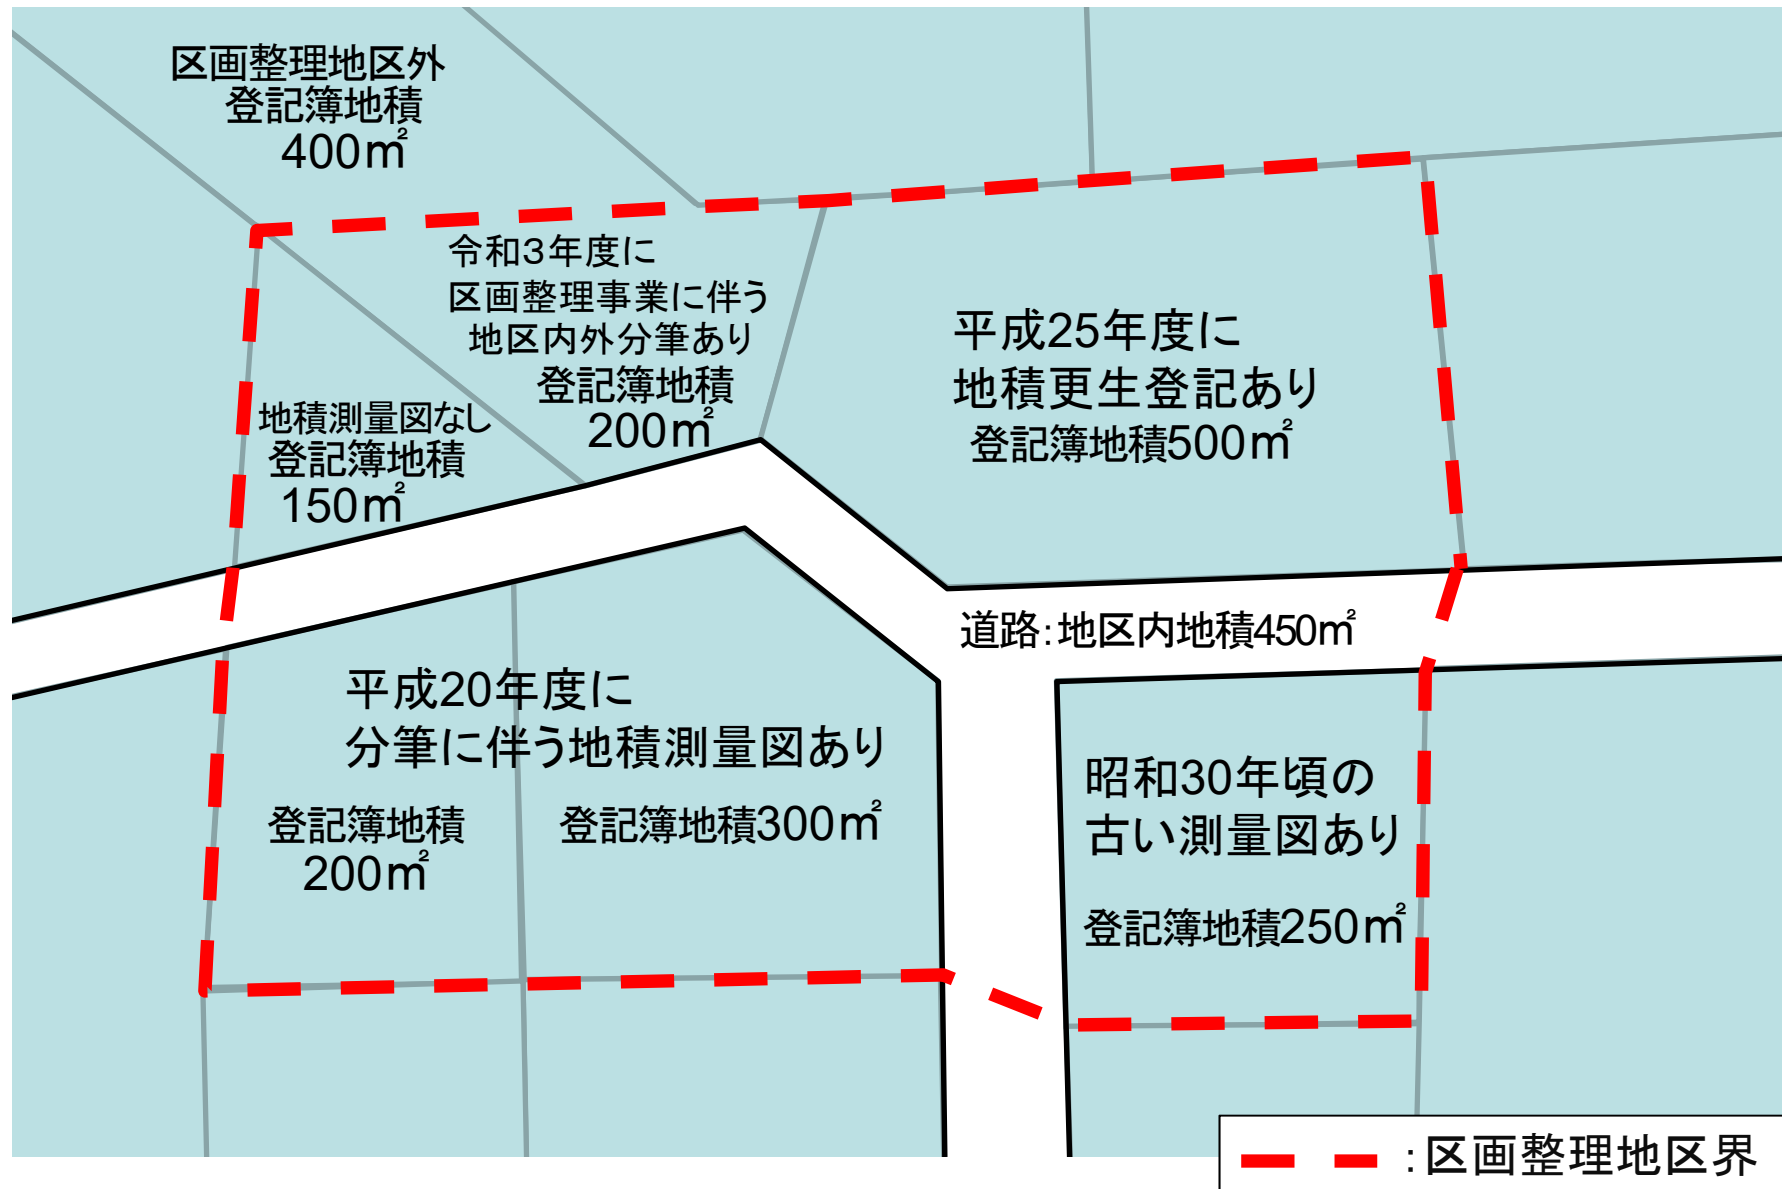 区画整理地区外
登記簿地積
400㎡
令和3年度に
区画整理事業に伴う
地区内外分筆あり
登記簿地積
200㎡
平成25年度に
地積更生登記あり
登記簿地積500㎡
地積測量図なし
登記簿地積
150㎡
道路：地区内地積450㎡
平成20年度に
分筆に伴う地積測量図あり
登記簿地積
200㎡
登記簿地積300㎡
昭和30年頃の
古い測量図あり
登記簿地積250㎡
：区画整理地区界